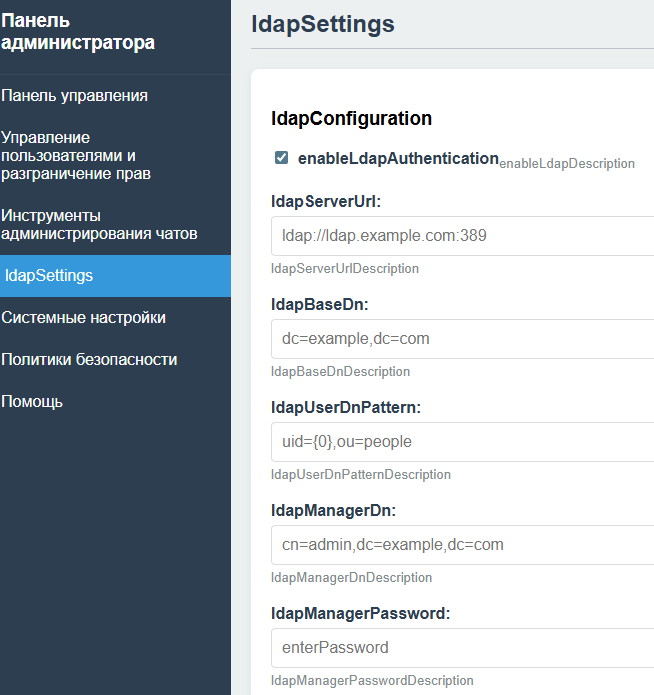 Панель
администратора
Панель управления
Управление
пользователями и
разграничение прав
Инструменты
администрирования чатов
ldapSettings
Системные настройки
Политики безопасности
Помощь
ldapSettings
ldapConfiguration
enableLdapAuthentication enableLdapDescription
ldapServerUrl:
ldap://ldap.example.com:389
ldapServerUrlDescription
ldapBaseDn:
dc=example,dc=com
ldapBaseDnDescription
ldapUserDnPattern:
uid={0},ou=people
ldapUserDnPatternDescription
ldapManagerDn:
cn=admin,dc=example,dc=com
ldapManagerDnDescription
ldapManagerPassword:
enterPassword
ldapManagerPasswordDescription